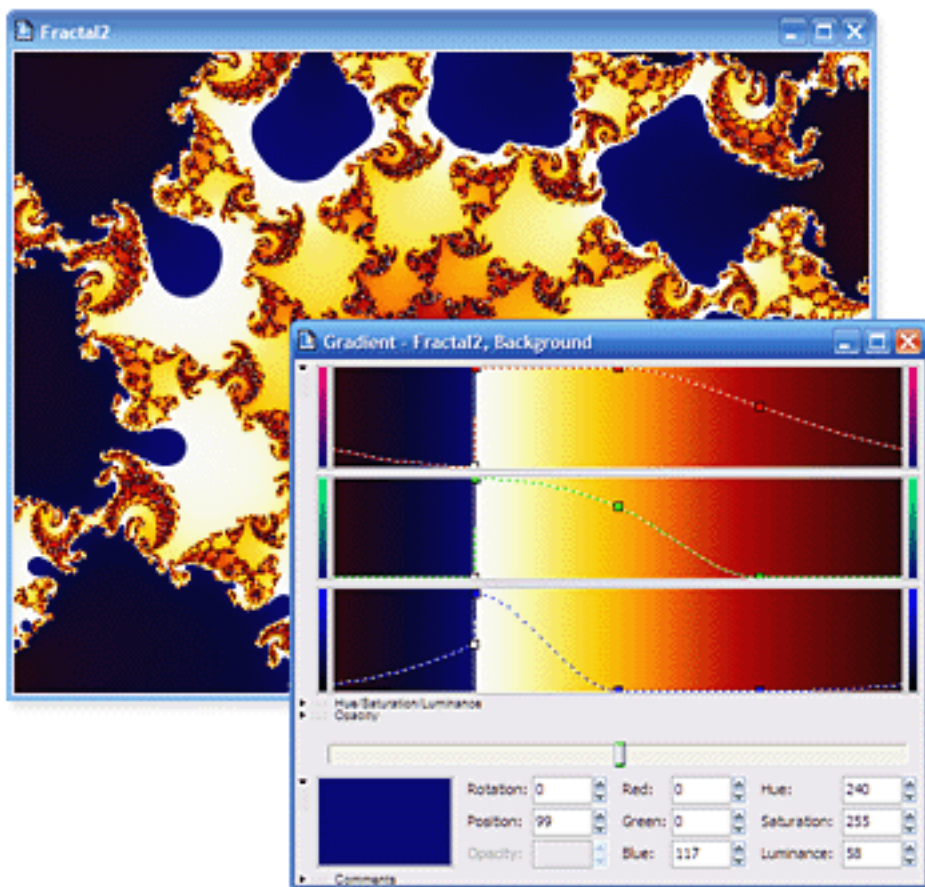 Fractal2
Gradient - Fractal2, Background
Hue/Saturation/Luminance
Opacity
Rotation: 0 Red: 0 Hue: 240
Position: 99 Green: 0 Saturation: 255
Opacity: Blue: 117 Luminance: 58
Comments